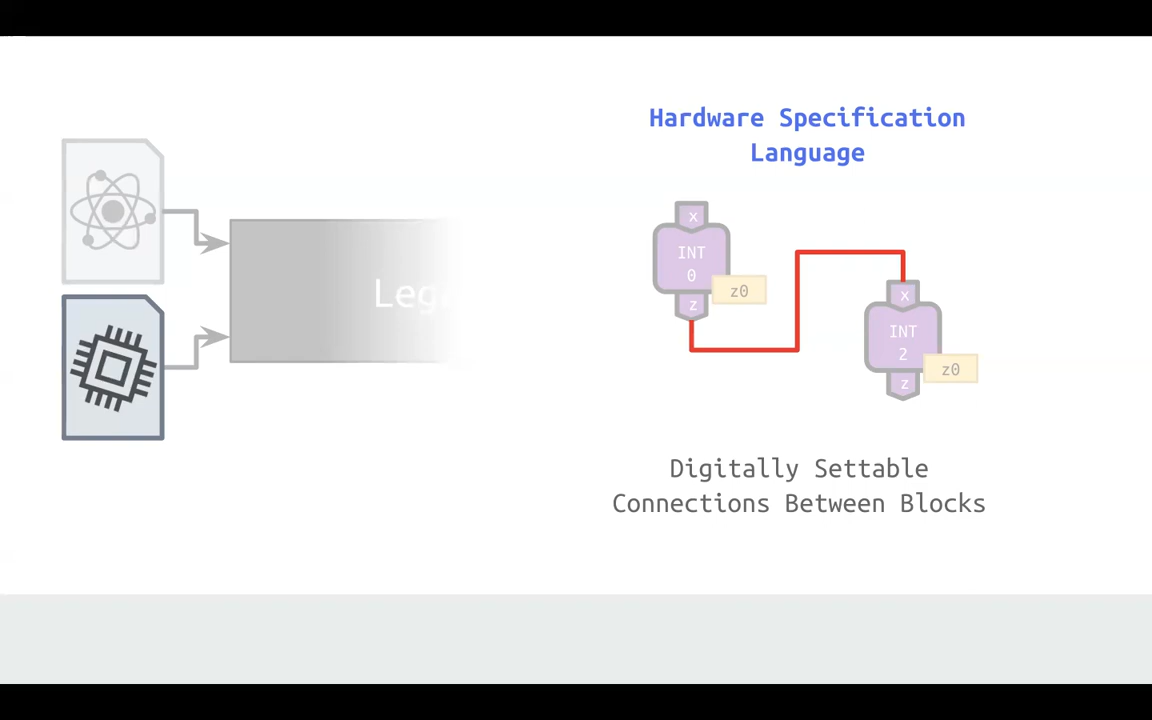 Hardware Specification
Language
x
INT
0
z0
z
x
INT
2
z0
z
Digitally Settable
Connections Between Blocks